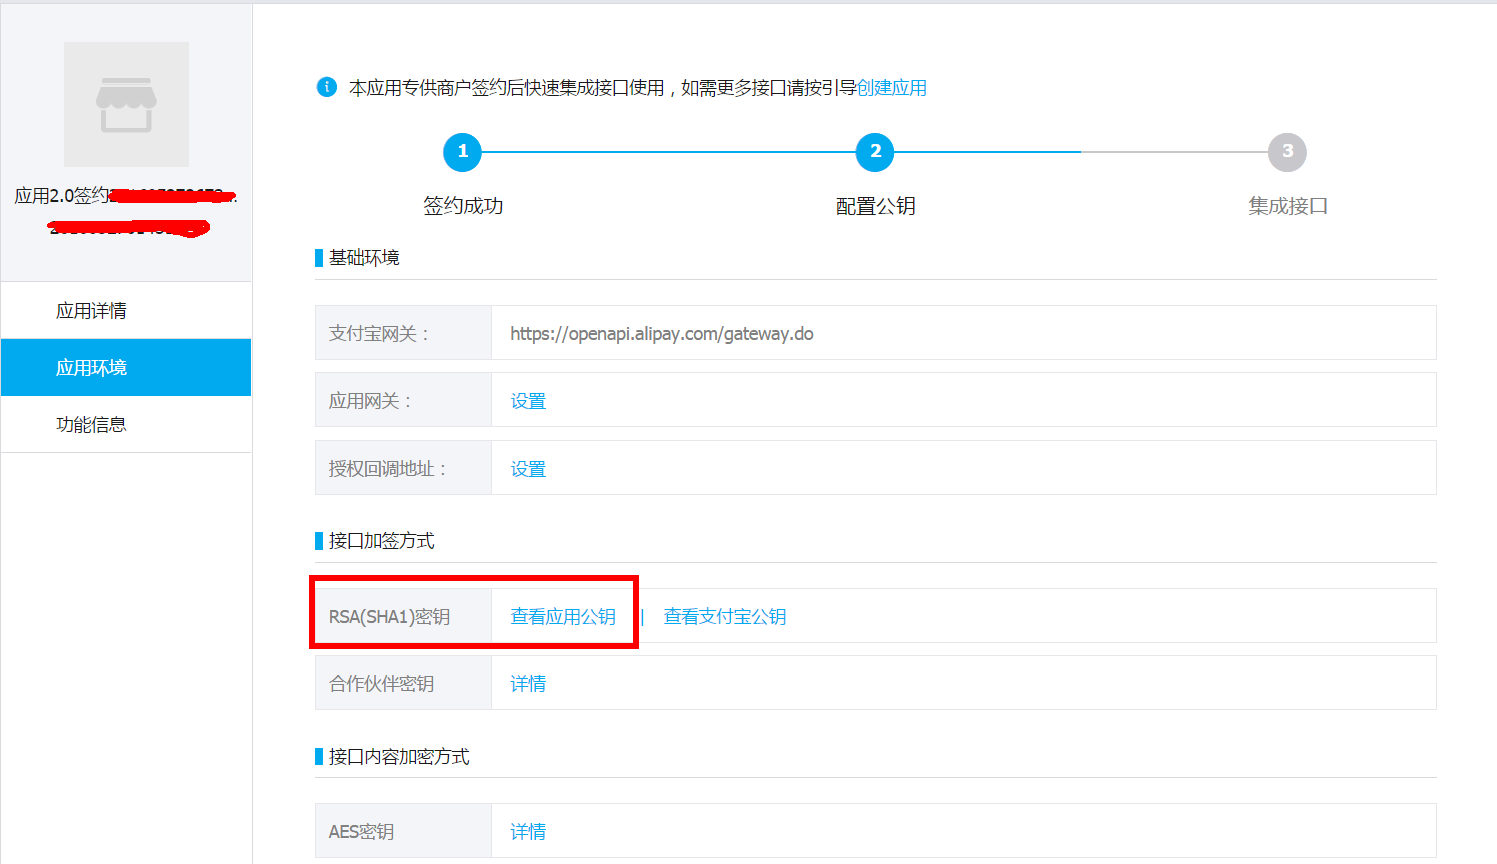 本应用专供商户签约后快速集成接口使用，如需更多接口请按引导创建应用
1 2 3
签约成功 配置公钥 集成接口
应用2.0签约
应用详情
应用环境
功能信息
基础环境
支付宝网关： https://openapi.alipay.com/gateway.do
应用网关： 设置
授权回调地址： 设置
接口加签方式
RSA(SHA1)密钥 查看应用公钥 | 查看支付宝公钥
合作伙伴密钥 详情
接口内容加密方式
AES密钥 详情